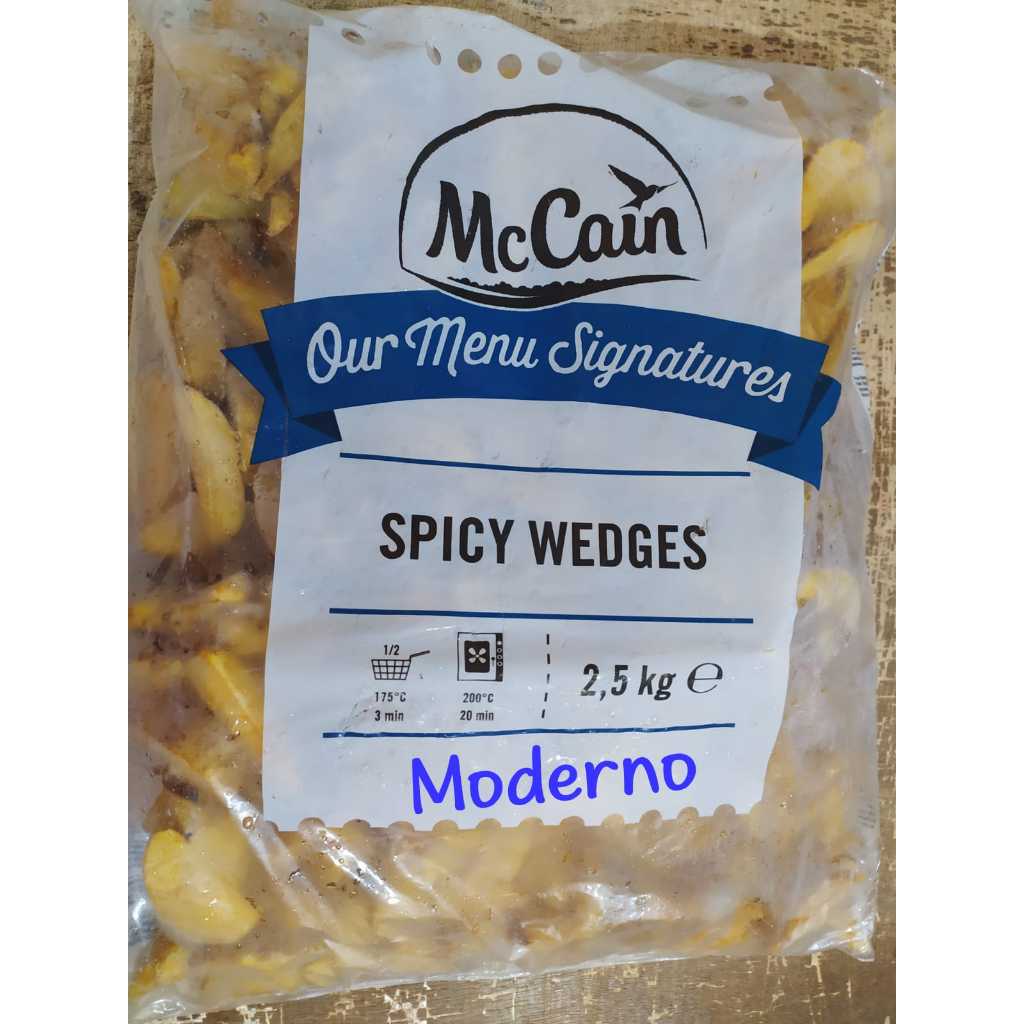 McCain
Our Menu Signatures
SPICY WEDGES
1/2
175°C
3 min
200°C
20 min
2,5 kg ℮
Moderno